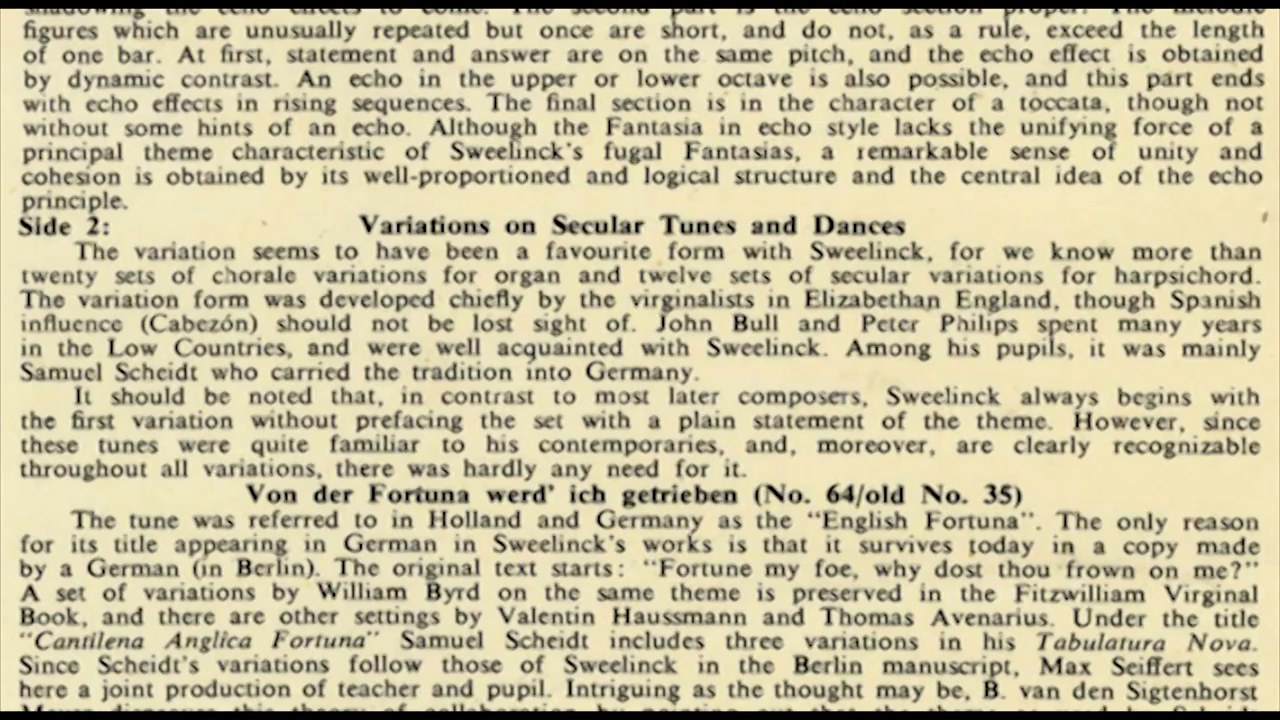 shadowing the echo effects to come. The second part is the echo section proper. The melodic
figures which are unusually repeated but once are short, and do not, as a rule, exceed the length
of one bar. At first, statement and answer are on the same pitch, and the echo effect is obtained
by dynamic contrast. An echo in the upper or lower octave is also possible, and this part ends
with echo effects in rising sequences. The final section is in the character of a toccata, though not
without some hints of an echo. Although the Fantasia in echo style lacks the unifying force of a
principal theme characteristic of Sweelinck's fugal Fantasias, a remarkable sense of unity and
cohesion is obtained by its well-proportioned and logical structure and the central idea of the echo
principle.
Side 2: Variations on Secular Tunes and Dances
The variation seems to have been a favourite form with Sweelinck, for we know more than
twenty sets of chorale variations for organ and twelve sets of secular variations for harpsichord.
The variation form was developed chiefly by the virginalists in Elizabethan England, though Spanish
influence (Cabezón) should not be lost sight of. John Bull and Peter Philips spent many years
in the Low Countries, and were well acquainted with Sweelinck. Among his pupils, it was mainly
Samuel Scheidt who carried the tradition into Germany.
It should be noted that, in contrast to most later composers, Sweelinck always begins with
the first variation without prefacing the set with a plain statement of the theme. However, since
these tunes were quite familiar to his contemporaries, and, moreover, are clearly recognizable
throughout all variations, there was hardly any need for it.
Von der Fortuna werd' ich getrieben (No. 64/old No. 35)
The tune was referred to in Holland and Germany as the "English Fortuna". The only reason
for its title appearing in German in Sweelinck's works is that it survives today in a copy made
by a German (in Berlin). The original text starts: "Fortune my foe, why dost thou frown on me?"
A set of variations by William Byrd on the same theme is preserved in the Fitzwilliam Virginal
Book, and there are other settings by Valentin Haussmann and Thomas Avenarius. Under the title
"Cantilena Anglica Fortuna" Samuel Scheidt includes three variations in his Tabulatura Nova.
Since Scheidt's variations follow those of Sweelinck in the Berlin manuscript, Max Seiffert sees
here a joint production of teacher and pupil. Intriguing as the thought may be, B. van den Sigtenhorst